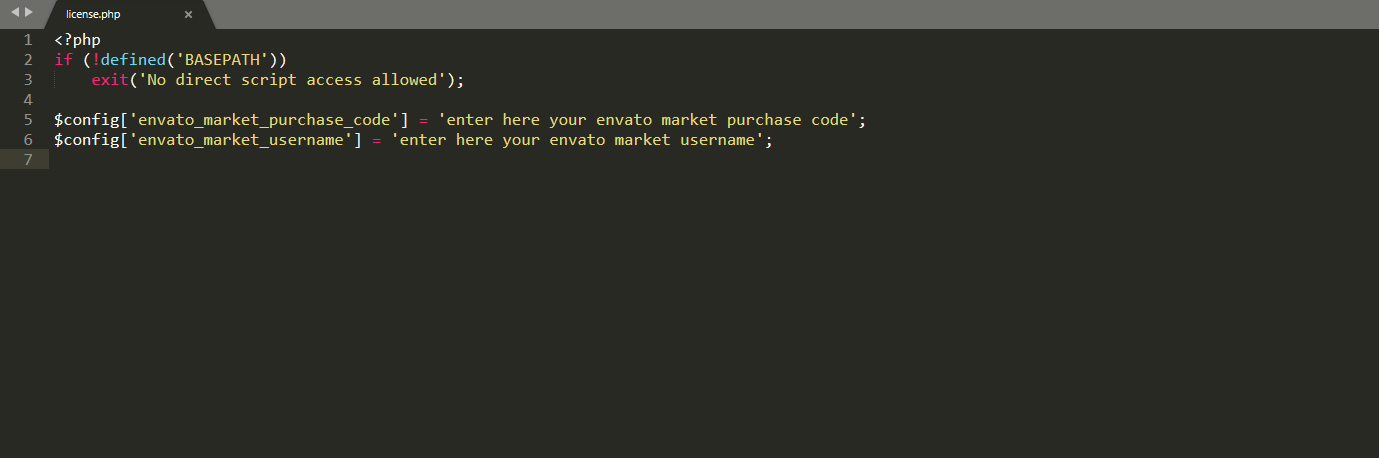 license.php ×
1 <?php
2 if (!defined('BASEPATH'))
3     exit('No direct script access allowed');
4
5 $config['envato_market_purchase_code'] = 'enter here your envato market purchase code';
6 $config['envato_market_username'] = 'enter here your envato market username';
7